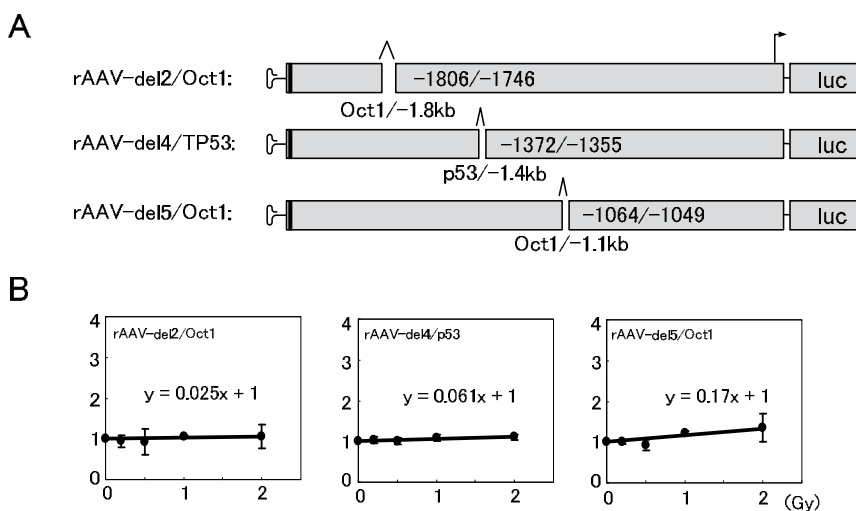 A
rAAV-del2/Oct1:
-1806/-1746
luc
Oct1/-1.8kb
rAAV-del4/TP53:
-1372/-1355
luc
p53/-1.4kb
rAAV-del5/Oct1:
-1064/-1049
luc
Oct1/-1.1kb
B
4
3
2
1
0
rAAV-del2/Oct1
y = 0.025x + 1
0
1
2
4
3
2
1
0
rAAV-del4/p53
y = 0.061x + 1
0
1
2
4
3
2
1
0
rAAV-del5/Oct1
y = 0.17x + 1
0
1
2
(Gy)